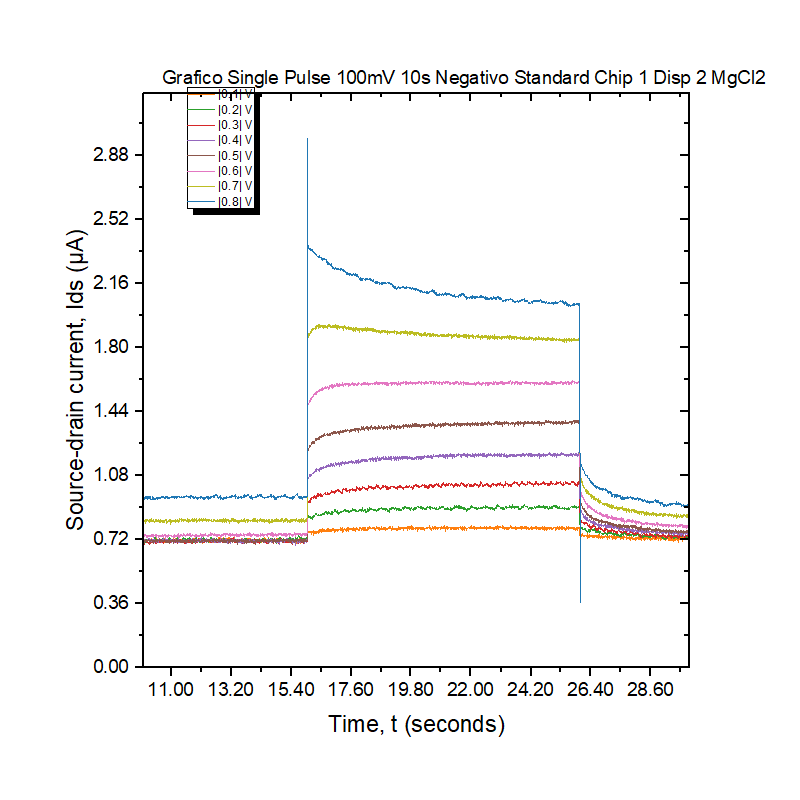 Grafico Single Pulse 100mV 10s Negativo Standard Chip 1 Disp 2 MgCl2
|0.1| V
|0.2| V
|0.3| V
|0.4| V
|0.5| V
|0.6| V
|0.7| V
|0.8| V
2.88
2.52
2.16
1.80
1.44
1.08
0.72
0.36
0.00
Source-drain current, Ids (µA)
11.00 13.20 15.40 17.60 19.80 22.00 24.20 26.40 28.60
Time, t (seconds)